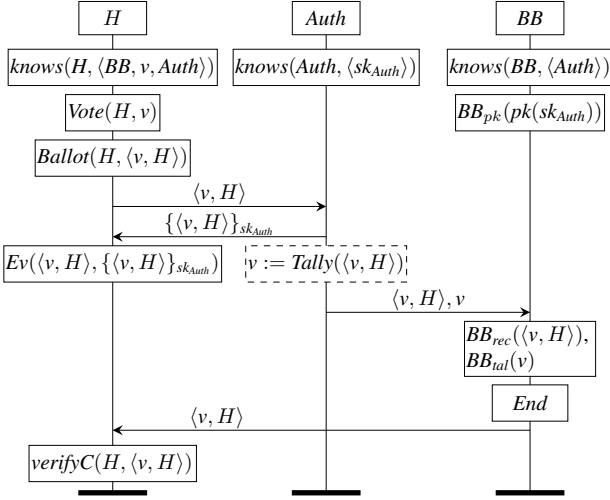 H Auth BB
knows(H, ⟨BB, v, Auth⟩) knows(Auth, ⟨sk_Auth⟩) knows(BB, ⟨Auth⟩)
Vote(H, v) BB_pk(pk(sk_Auth))
Ballot(H, ⟨v, H⟩)
⟨v, H⟩
{⟨v, H⟩}_sk_Auth
Ev(⟨v, H⟩, {⟨v, H⟩}_sk_Auth) v := Tally(⟨v, H⟩)
⟨v, H⟩, v
BB_rec(⟨v, H⟩),
BB_tal(v)
End
⟨v, H⟩
verifyC(H, ⟨v, H⟩)